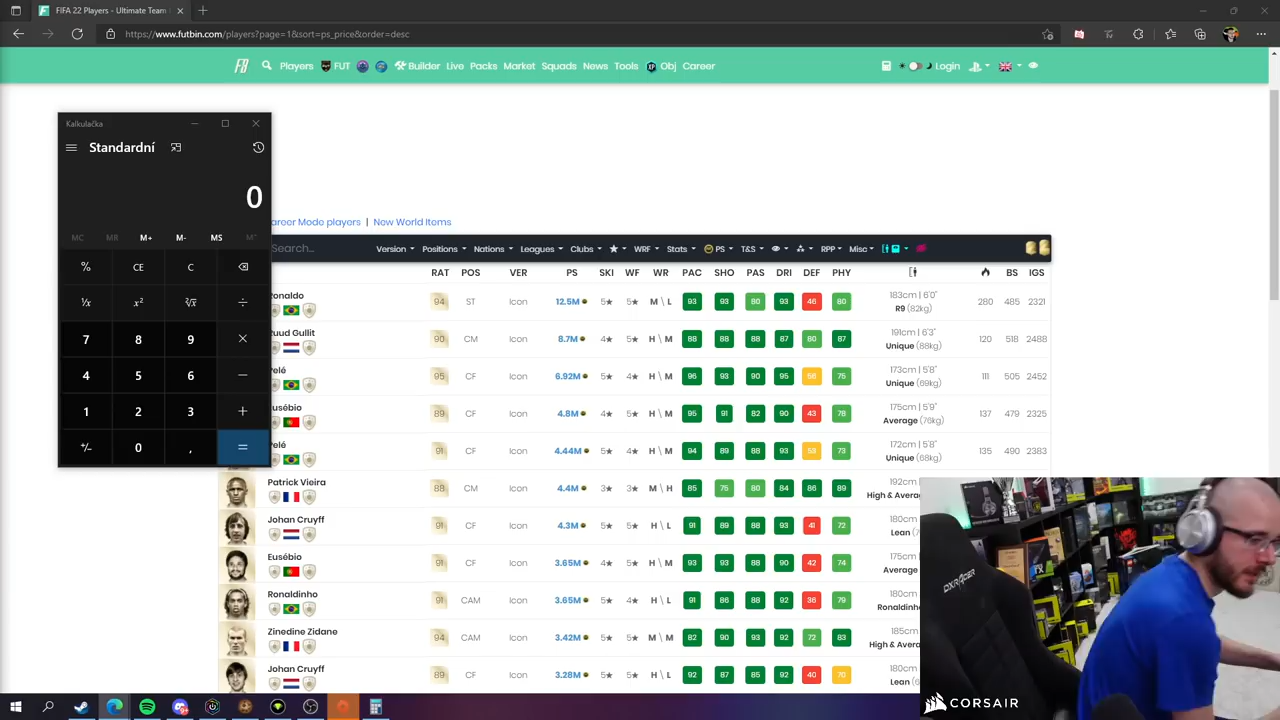 FIFA 22 Players - Ultimate Team
https://www.futbin.com/players?page=1&sort=ps_price&order=desc
FB Players FUT Builder Live Packs Market Squads News Tools Obj Career Login
Kalkulačka
Standardní
0
MC MR M+ M- MS
% CE C
¹/x x² ²√x ÷
7 8 9 ×
4 5 6 −
1 2 3 +
+/- 0 , =
areer Mode players | New World Items
Search... Version Positions Nations Leagues Clubs WRF Stats PS T&S RPP Misc
RAT POS VER PS SKI WF WR PAC SHO PAS DRI DEF PHY BS IGS
onaldo 94 ST Icon 12.5M 5★ 5★ M \ L 93 93 80 93 46 80 183cm | 6'0" R9 (82kg) 280 485 2321
Ruud Gullit 90 CM Icon 8.7M 4★ 4★ H \ M 88 88 88 87 80 87 191cm | 6'3" Unique (88kg) 120 518 2488
Pelé 95 CF Icon 6.92M 5★ 4★ H \ M 96 93 90 95 75 173cm | 5'8" Unique (69kg) 111 505 2452
usébio 89 CF Icon 4.8M 4★ 5★ H \ M 95 91 82 90 43 78 175cm | 5'9" Average (76kg) 137 479 2325
Pelé 91 CF Icon 4.44M 5★ 4★ H \ M 94 89 88 93 53 73 172cm | 5'8" Unique (68kg) 135 490 2383
Patrick Vieira 88 CM Icon 4.4M 3★ 3★ M \ H 85 75 80 84 86 89 192cm High & Avera
Johan Cruyff 91 CF Icon 4.3M 5★ 5★ H \ L 91 89 88 93 41 72 180cm Lean
Eusébio 91 CF Icon 3.65M 4★ 5★ H \ M 93 93 88 90 42 74 175cm Average
Ronaldinho 91 CAM Icon 3.65M 5★ 4★ H \ L 91 86 88 92 36 79 180cm Ronaldinho
Zinedine Zidane 94 CAM Icon 3.42M 5★ 5★ M \ M 82 90 93 92 72 83 185cm High & Avera
Johan Cruyff 89 CF Icon 3.28M 5★ 5★ H \ L 92 87 85 92 40 70 180cm Lean
DXRACER
CORSAIR